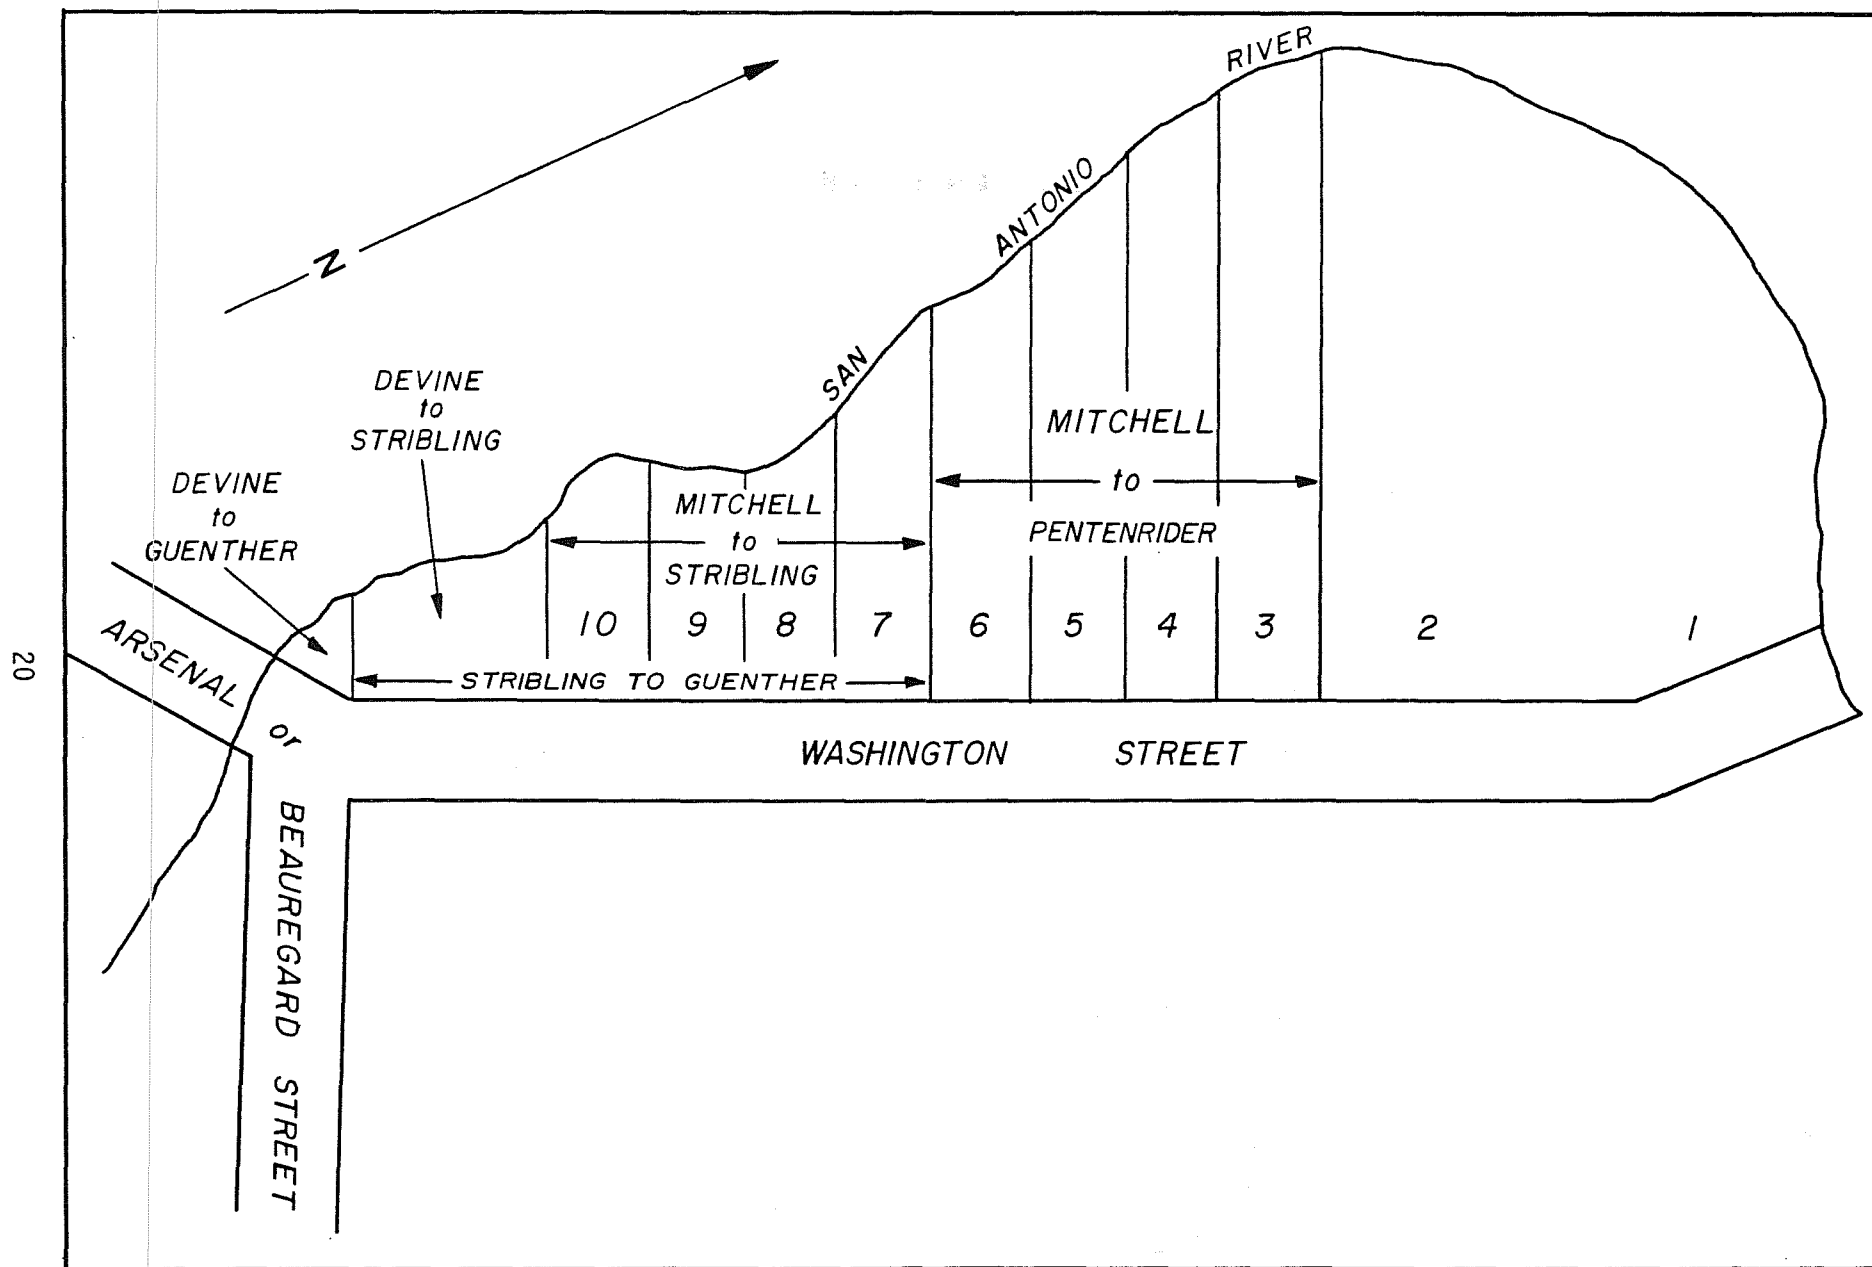 RIVER
N
ANTONIO
SAN
DEVINE
to
STRIBLING
MITCHELL
to
PENTENRIDER
DEVINE
to
GUENTHER
MITCHELL
to
STRIBLING
10 9 8 7 6 5 4 3 2 1
STRIBLING TO GUENTHER
ARSENAL
or
BEAUREGARD STREET
WASHINGTON STREET
20